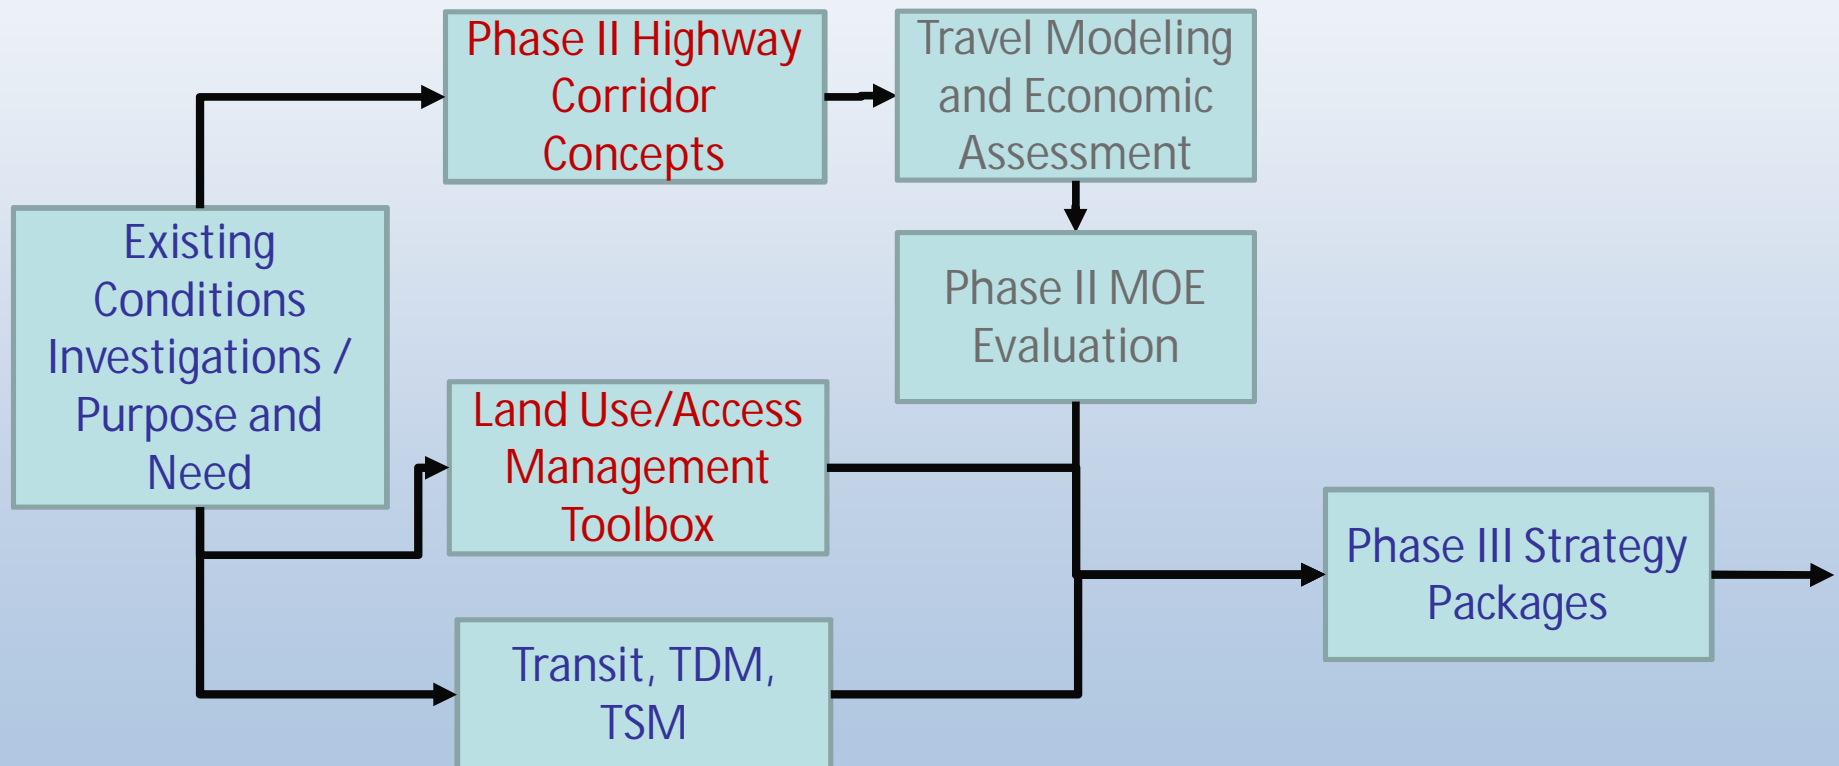 Phase II Highway
Corridor
Concepts
Travel Modeling
and Economic
Assessment
Existing
Conditions
Investigations /
Purpose and
Need
Phase II MOE
Evaluation
Land Use/Access
Management
Toolbox
Phase III Strategy
Packages
Transit, TDM,
TSM